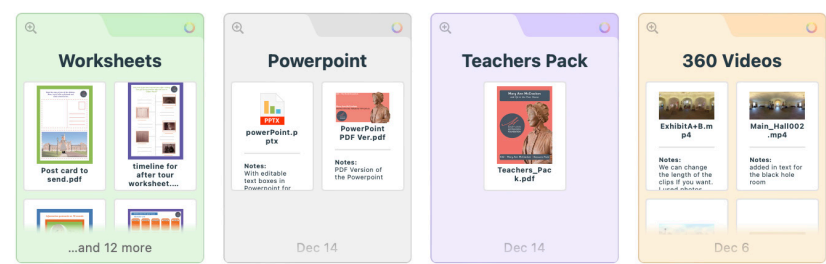 Worksheets
Post card to
send.pdf
timeline for
after tour
worksheet....
...and 12 more
Powerpoint
PPTX
powerPoint.p
ptx
Notes:
With editable
text boxes in
Powerpoint for
PowerPoint
PDF Ver.pdf
Notes:
PDF Version of
the Powerpoint
Dec 14
Teachers Pack
Teachers_Pac
k.pdf
Dec 14
360 Videos
ExhibitA+B.m
p4
Notes:
We can change
the length of the
clips if you want.
I used photos
Main_Hall002
.mp4
Notes:
added in text for
the black hole
room
Dec 6